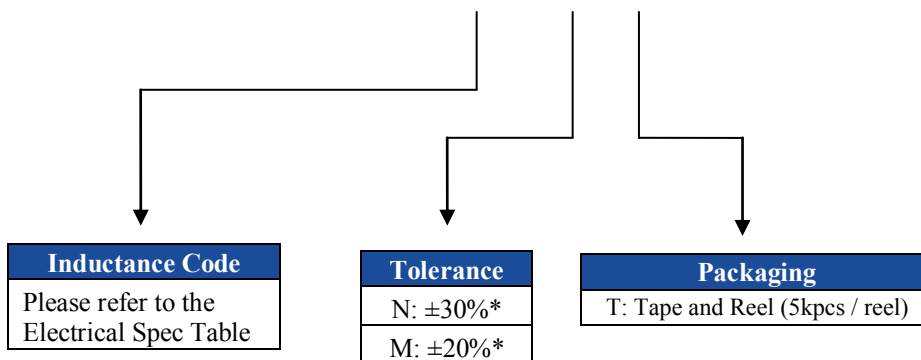 Inductance Code
Please refer to the
Electrical Spec Table
Tolerance
N: ±30%*
M: ±20%*
Packaging
T: Tape and Reel (5kpcs / reel)